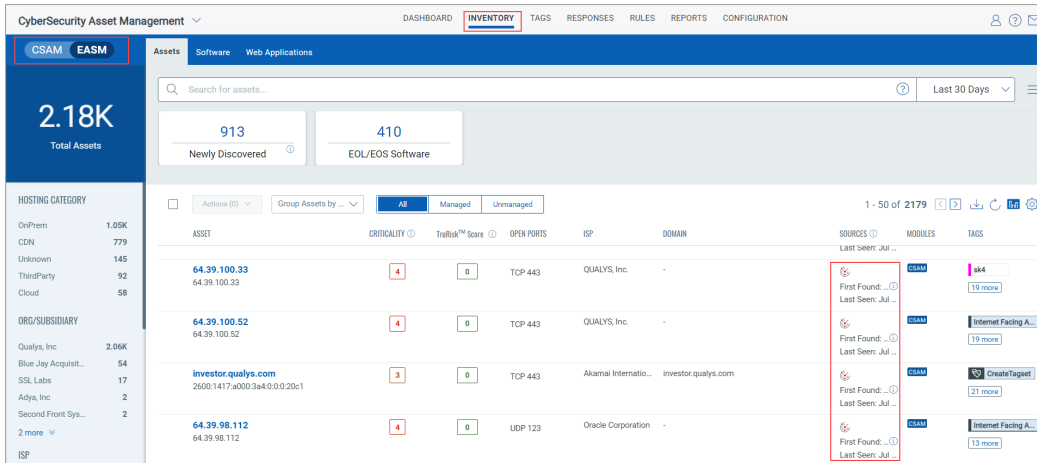 CyberSecurity Asset Management
DASHBOARD INVENTORY TAGS RESPONSES RULES REPORTS CONFIGURATION
CSAM EASM
Assets Software Web Applications
Search for assets...
Last 30 Days
2.18K
Total Assets
913
Newly Discovered
410
EOL/EOS Software
HOSTING CATEGORY
OnPrem 1.05K
CDN 779
Unknown 145
ThirdParty 92
Cloud 58
ORG/SUBSIDIARY
Qualys, Inc 2.06K
Blue Jay Acquisit... 54
SSL Labs 17
Adya, Inc 2
Second Front Sys... 2
2 more
ISP
Actions (0) Group Assets by ... All Managed Unmanaged 1 - 50 of 2179
ASSET CRITICALITY TruRisk™ Score OPEN PORTS ISP DOMAIN SOURCES MODULES TAGS
Last Seen: Jul ...
64.39.100.33 4 0 TCP 443 QUALYS, Inc. - CSAM sk4
64.39.100.33
First Found: ...
19 more
Last Seen: Jul ...
64.39.100.52 4 0 TCP 443 QUALYS, Inc. - CSAM Internet Facing A...
64.39.100.52
First Found: ...
19 more
Last Seen: Jul ...
investor.qualys.com 3 0 TCP 443 Akamai Internatio... investor.qualys.com CSAM CreateTagset
2600:1417:a000:3a4:0:0:0:20c1
First Found: ...
21 more
Last Seen: Jul ...
64.39.98.112 4 0 UDP 123 Oracle Corporation - CSAM Internet Facing A...
64.39.98.112
First Found: ...
13 more
Last Seen: Jul ...